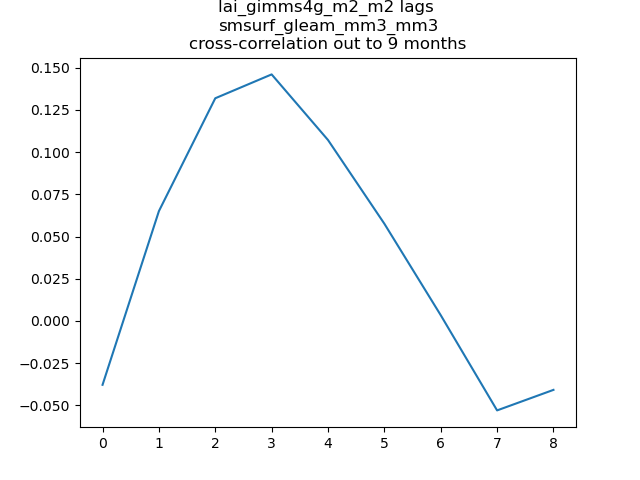 lai_gimms4g_m2_m2 lags
smsurf_gleam_mm3_mm3
cross-correlation out to 9 months
0.150
0.125
0.100
0.075
0.050
0.025
0.000
−0.025
−0.050
0 1 2 3 4 5 6 7 8